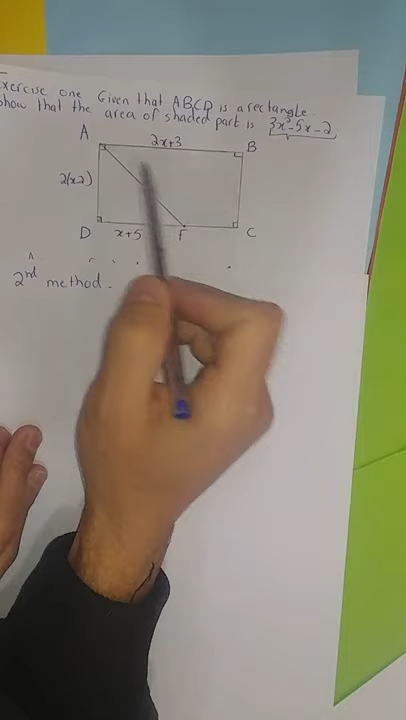 Exercise one Given that ABCD is a rectangle.
Show that the area of shaded part is 3x²-5x-2
A
2x+3
B
2(x-2)
D
x+5
F
C
2nd method.